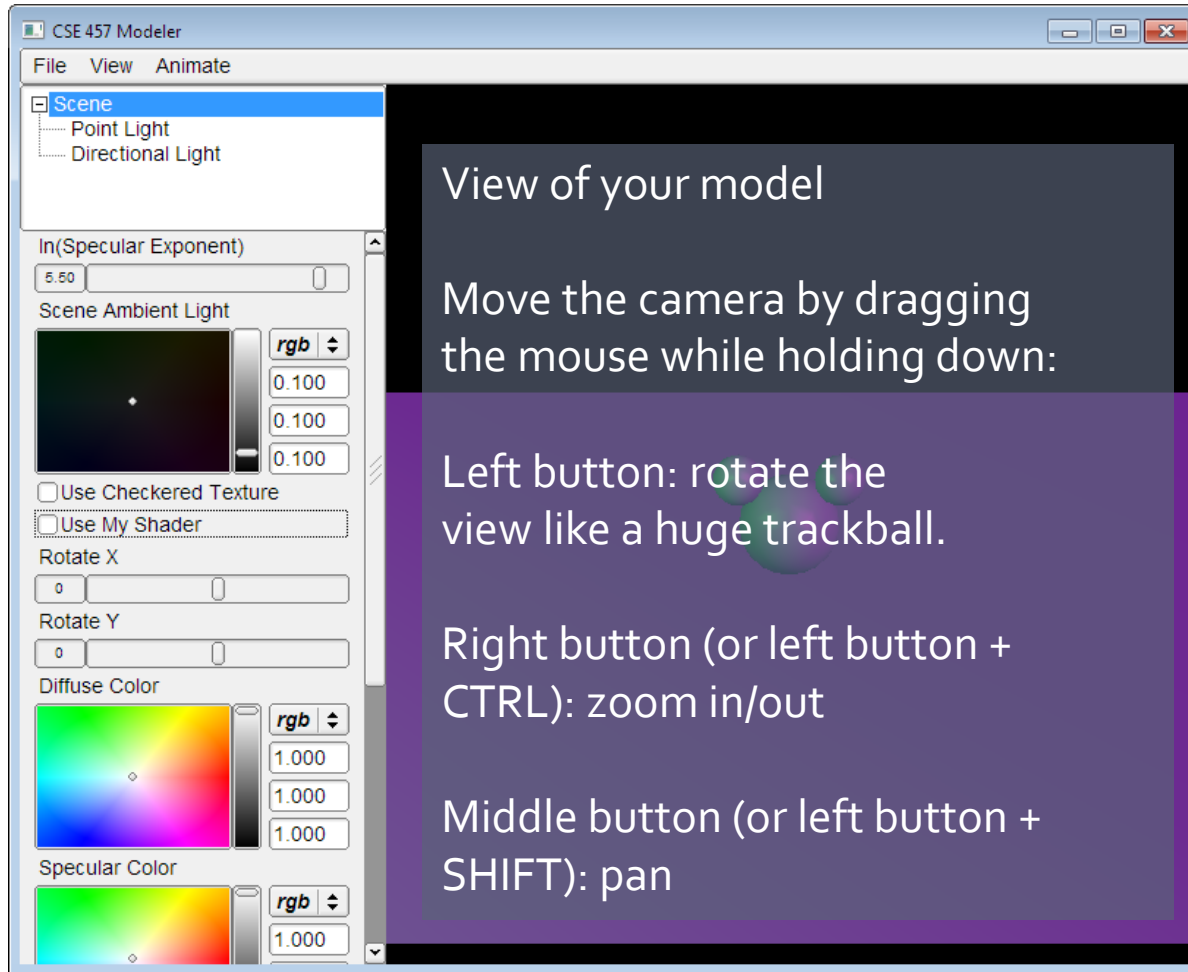 CSE 457 Modeler
File View Animate
Scene
Point Light
Directional Light
ln(Specular Exponent)
5.50
Scene Ambient Light
rgb
0.100
0.100
0.100
Use Checkered Texture
Use My Shader
Rotate X
0
Rotate Y
0
Diffuse Color
rgb
1.000
1.000
1.000
Specular Color
rgb
1.000
View of your model
Move the camera by dragging
the mouse while holding down:
Left button: rotate the
view like a huge trackball.
Right button (or left button +
CTRL): zoom in/out
Middle button (or left button +
SHIFT): pan